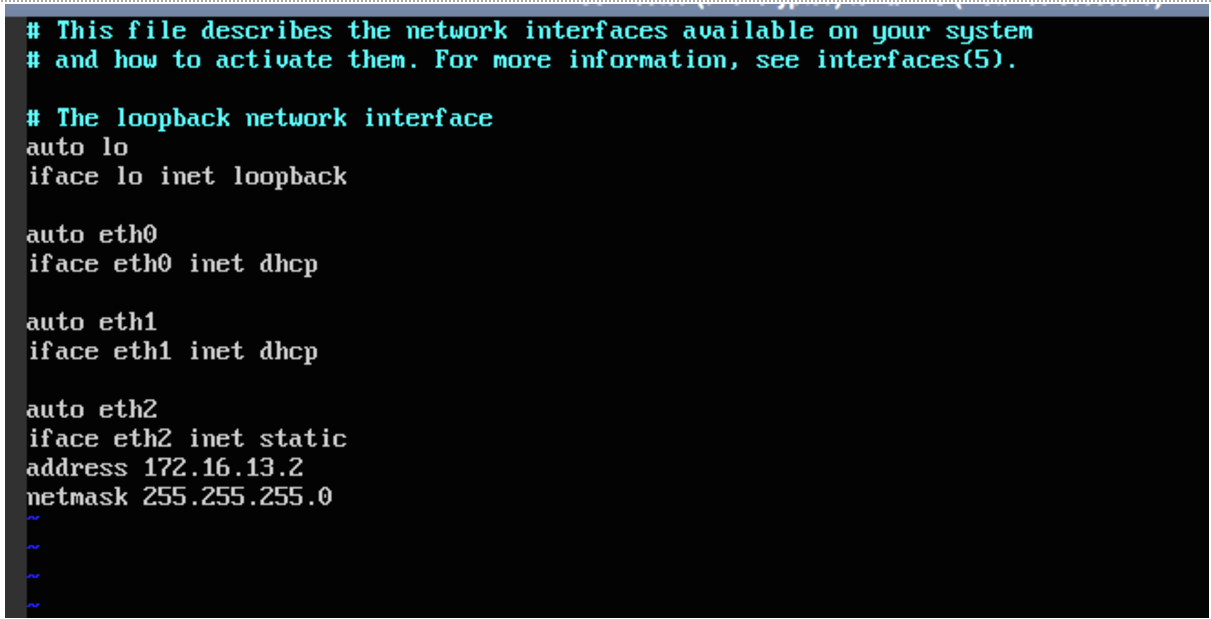 # This file describes the network interfaces available on your system
# and how to activate them. For more information, see interfaces(5).
# The loopback network interface
auto lo
iface lo inet loopback
auto eth0
iface eth0 inet dhcp
auto eth1
iface eth1 inet dhcp
auto eth2
iface eth2 inet static
address 172.16.13.2
netmask 255.255.255.0
~
~
~
~